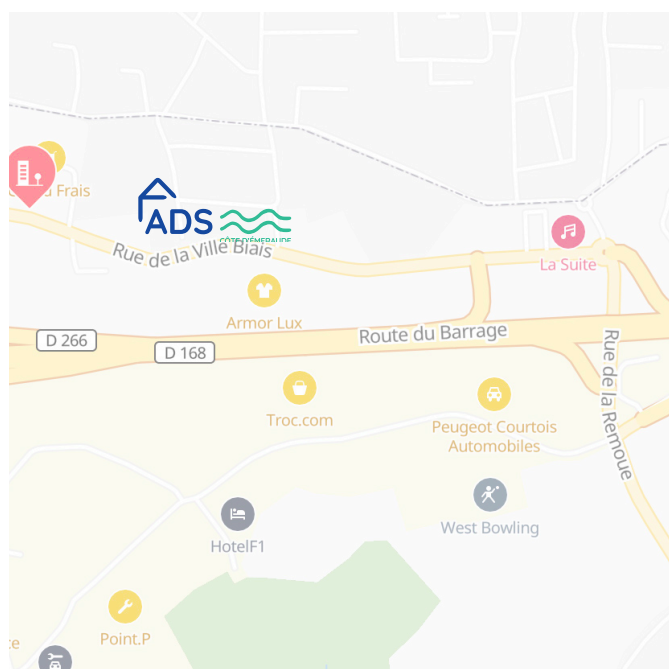 Frais
ADS
CÔTE D'ÉMERAUDE
Rue de la Ville Biais
La Suite
Armor Lux
D 266
D 168
Route du Barrage
Rue de la Remoue
Troc.com
Peugeot Courtois
Automobiles
West Bowling
HotelF1
Point.P